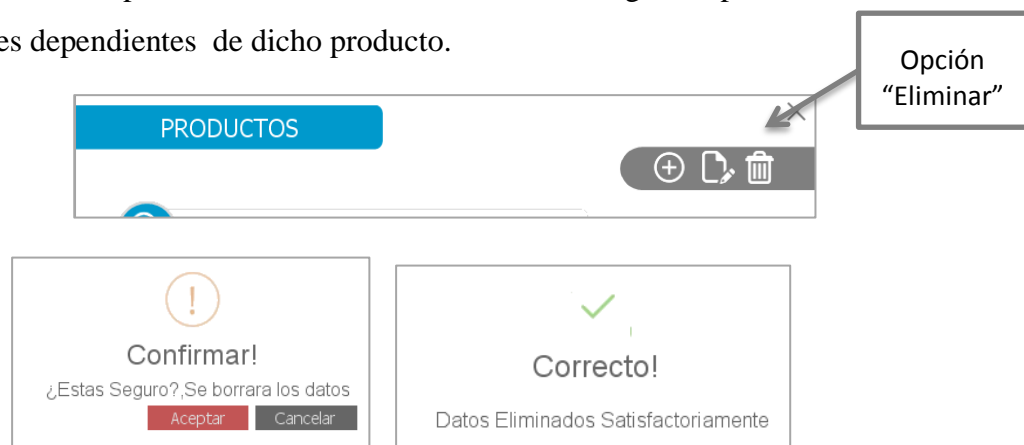 es dependientes de dicho producto.
Opción
“Eliminar”
PRODUCTOS
Confirmar!
¿Estas Seguro?,Se borrara los datos
Aceptar Cancelar
Correcto!
Datos Eliminados Satisfactoriamente